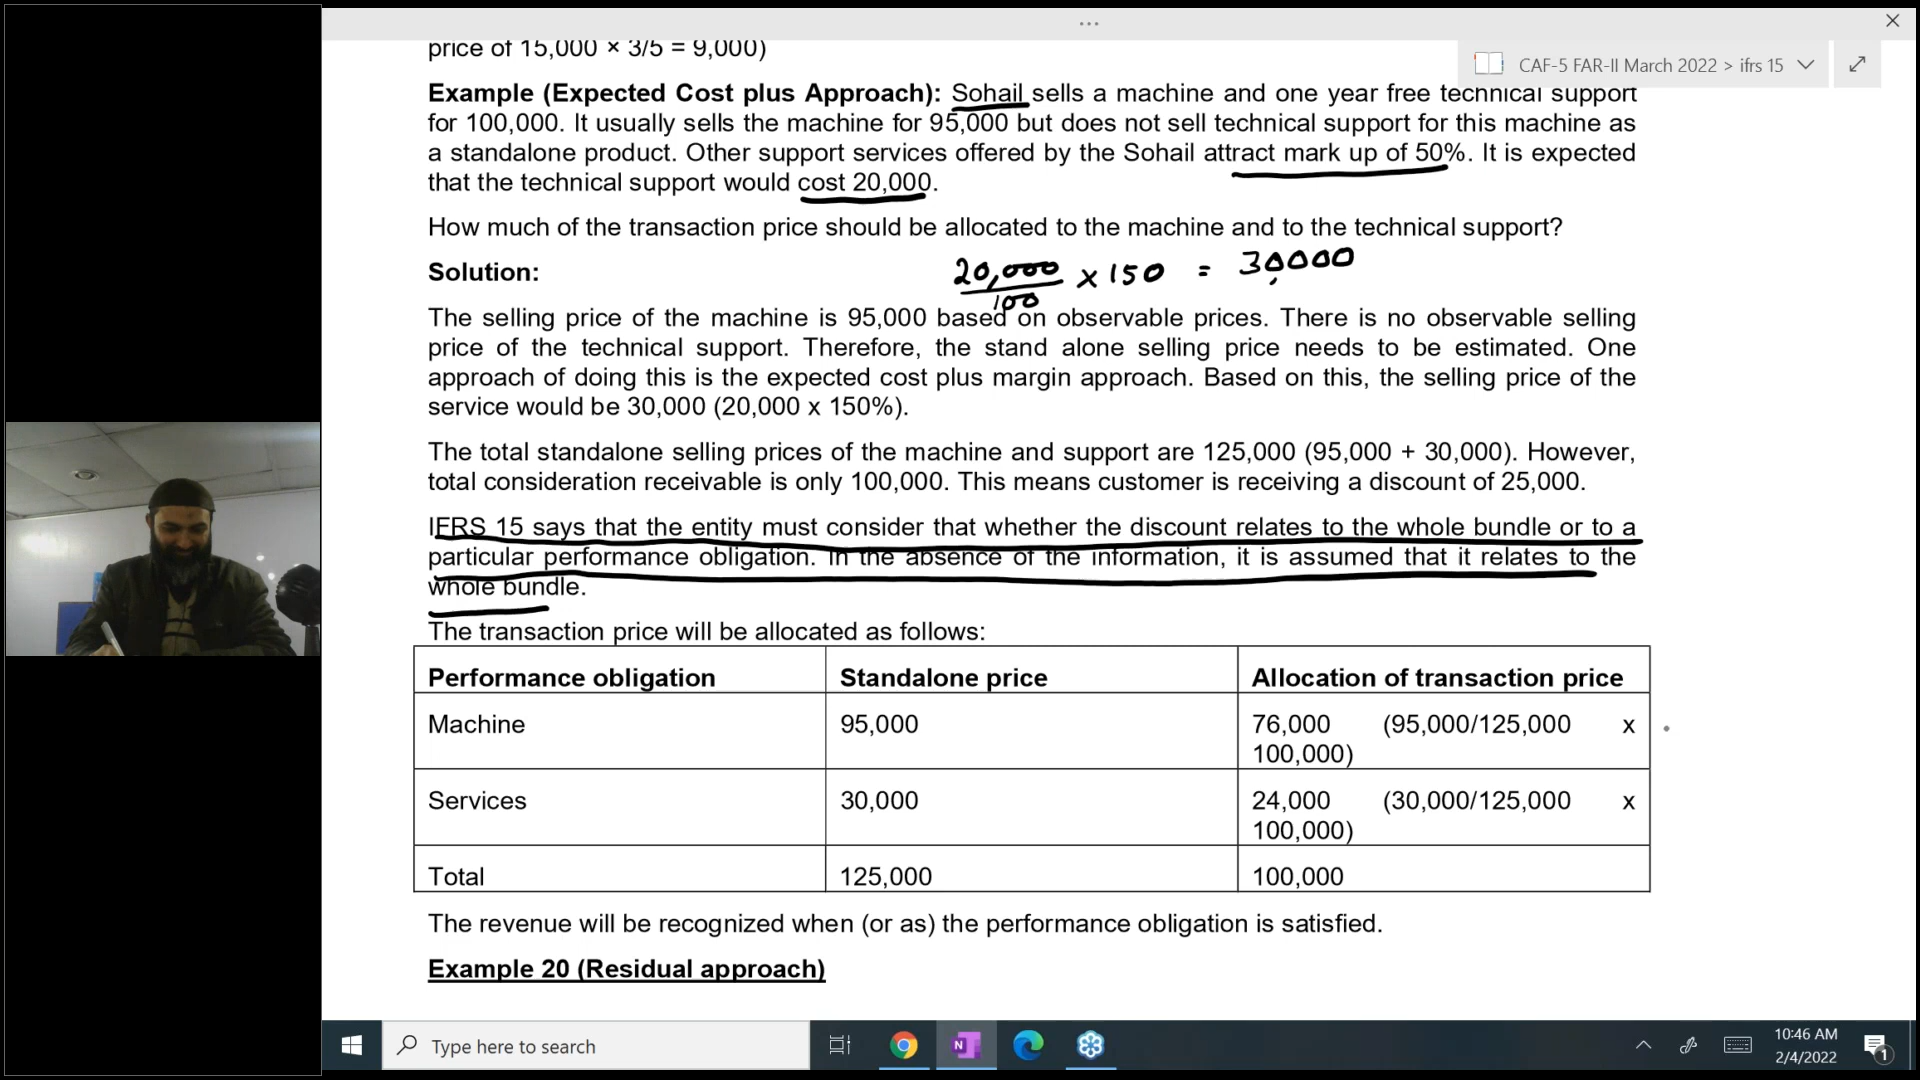 ...
price of 15,000 × 3/5 = 9,000)
CAF-5 FAR-II March 2022 > ifrs 15
Example (Expected Cost plus Approach): Sohail sells a machine and one year free technical support
for 100,000. It usually sells the machine for 95,000 but does not sell technical support for this machine as
a standalone product. Other support services offered by the Sohail attract mark up of 50%. It is expected
that the technical support would cost 20,000.
How much of the transaction price should be allocated to the machine and to the technical support?
Solution:
20,000/100 × 150 = 30,000
The selling price of the machine is 95,000 based on observable prices. There is no observable selling
price of the technical support. Therefore, the stand alone selling price needs to be estimated. One
approach of doing this is the expected cost plus margin approach. Based on this, the selling price of the
service would be 30,000 (20,000 x 150%).
The total standalone selling prices of the machine and support are 125,000 (95,000 + 30,000). However,
total consideration receivable is only 100,000. This means customer is receiving a discount of 25,000.
IFRS 15 says that the entity must consider that whether the discount relates to the whole bundle or to a
particular performance obligation. In the absence of the information, it is assumed that it relates to the
whole bundle.
The transaction price will be allocated as follows:
Performance obligation Standalone price Allocation of transaction price
Machine 95,000 76,000 (95,000/125,000 x
100,000)
Services 30,000 24,000 (30,000/125,000 x
100,000)
Total 125,000 100,000
The revenue will be recognized when (or as) the performance obligation is satisfied.
Example 20 (Residual approach)
Type here to search
N
10:46 AM
2/4/2022
1